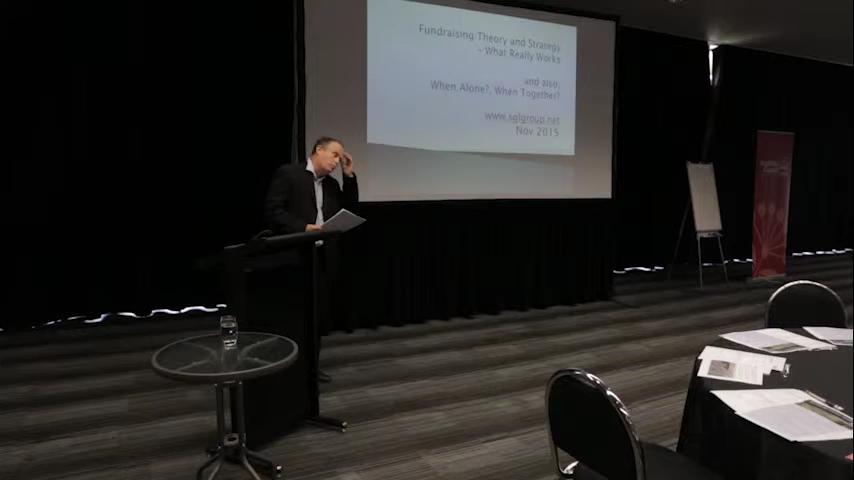 Fundraising Theory and Strategy
– What Really Works
and also,
When Alone?, When Together?
www.sglgroup.net
Nov 2015